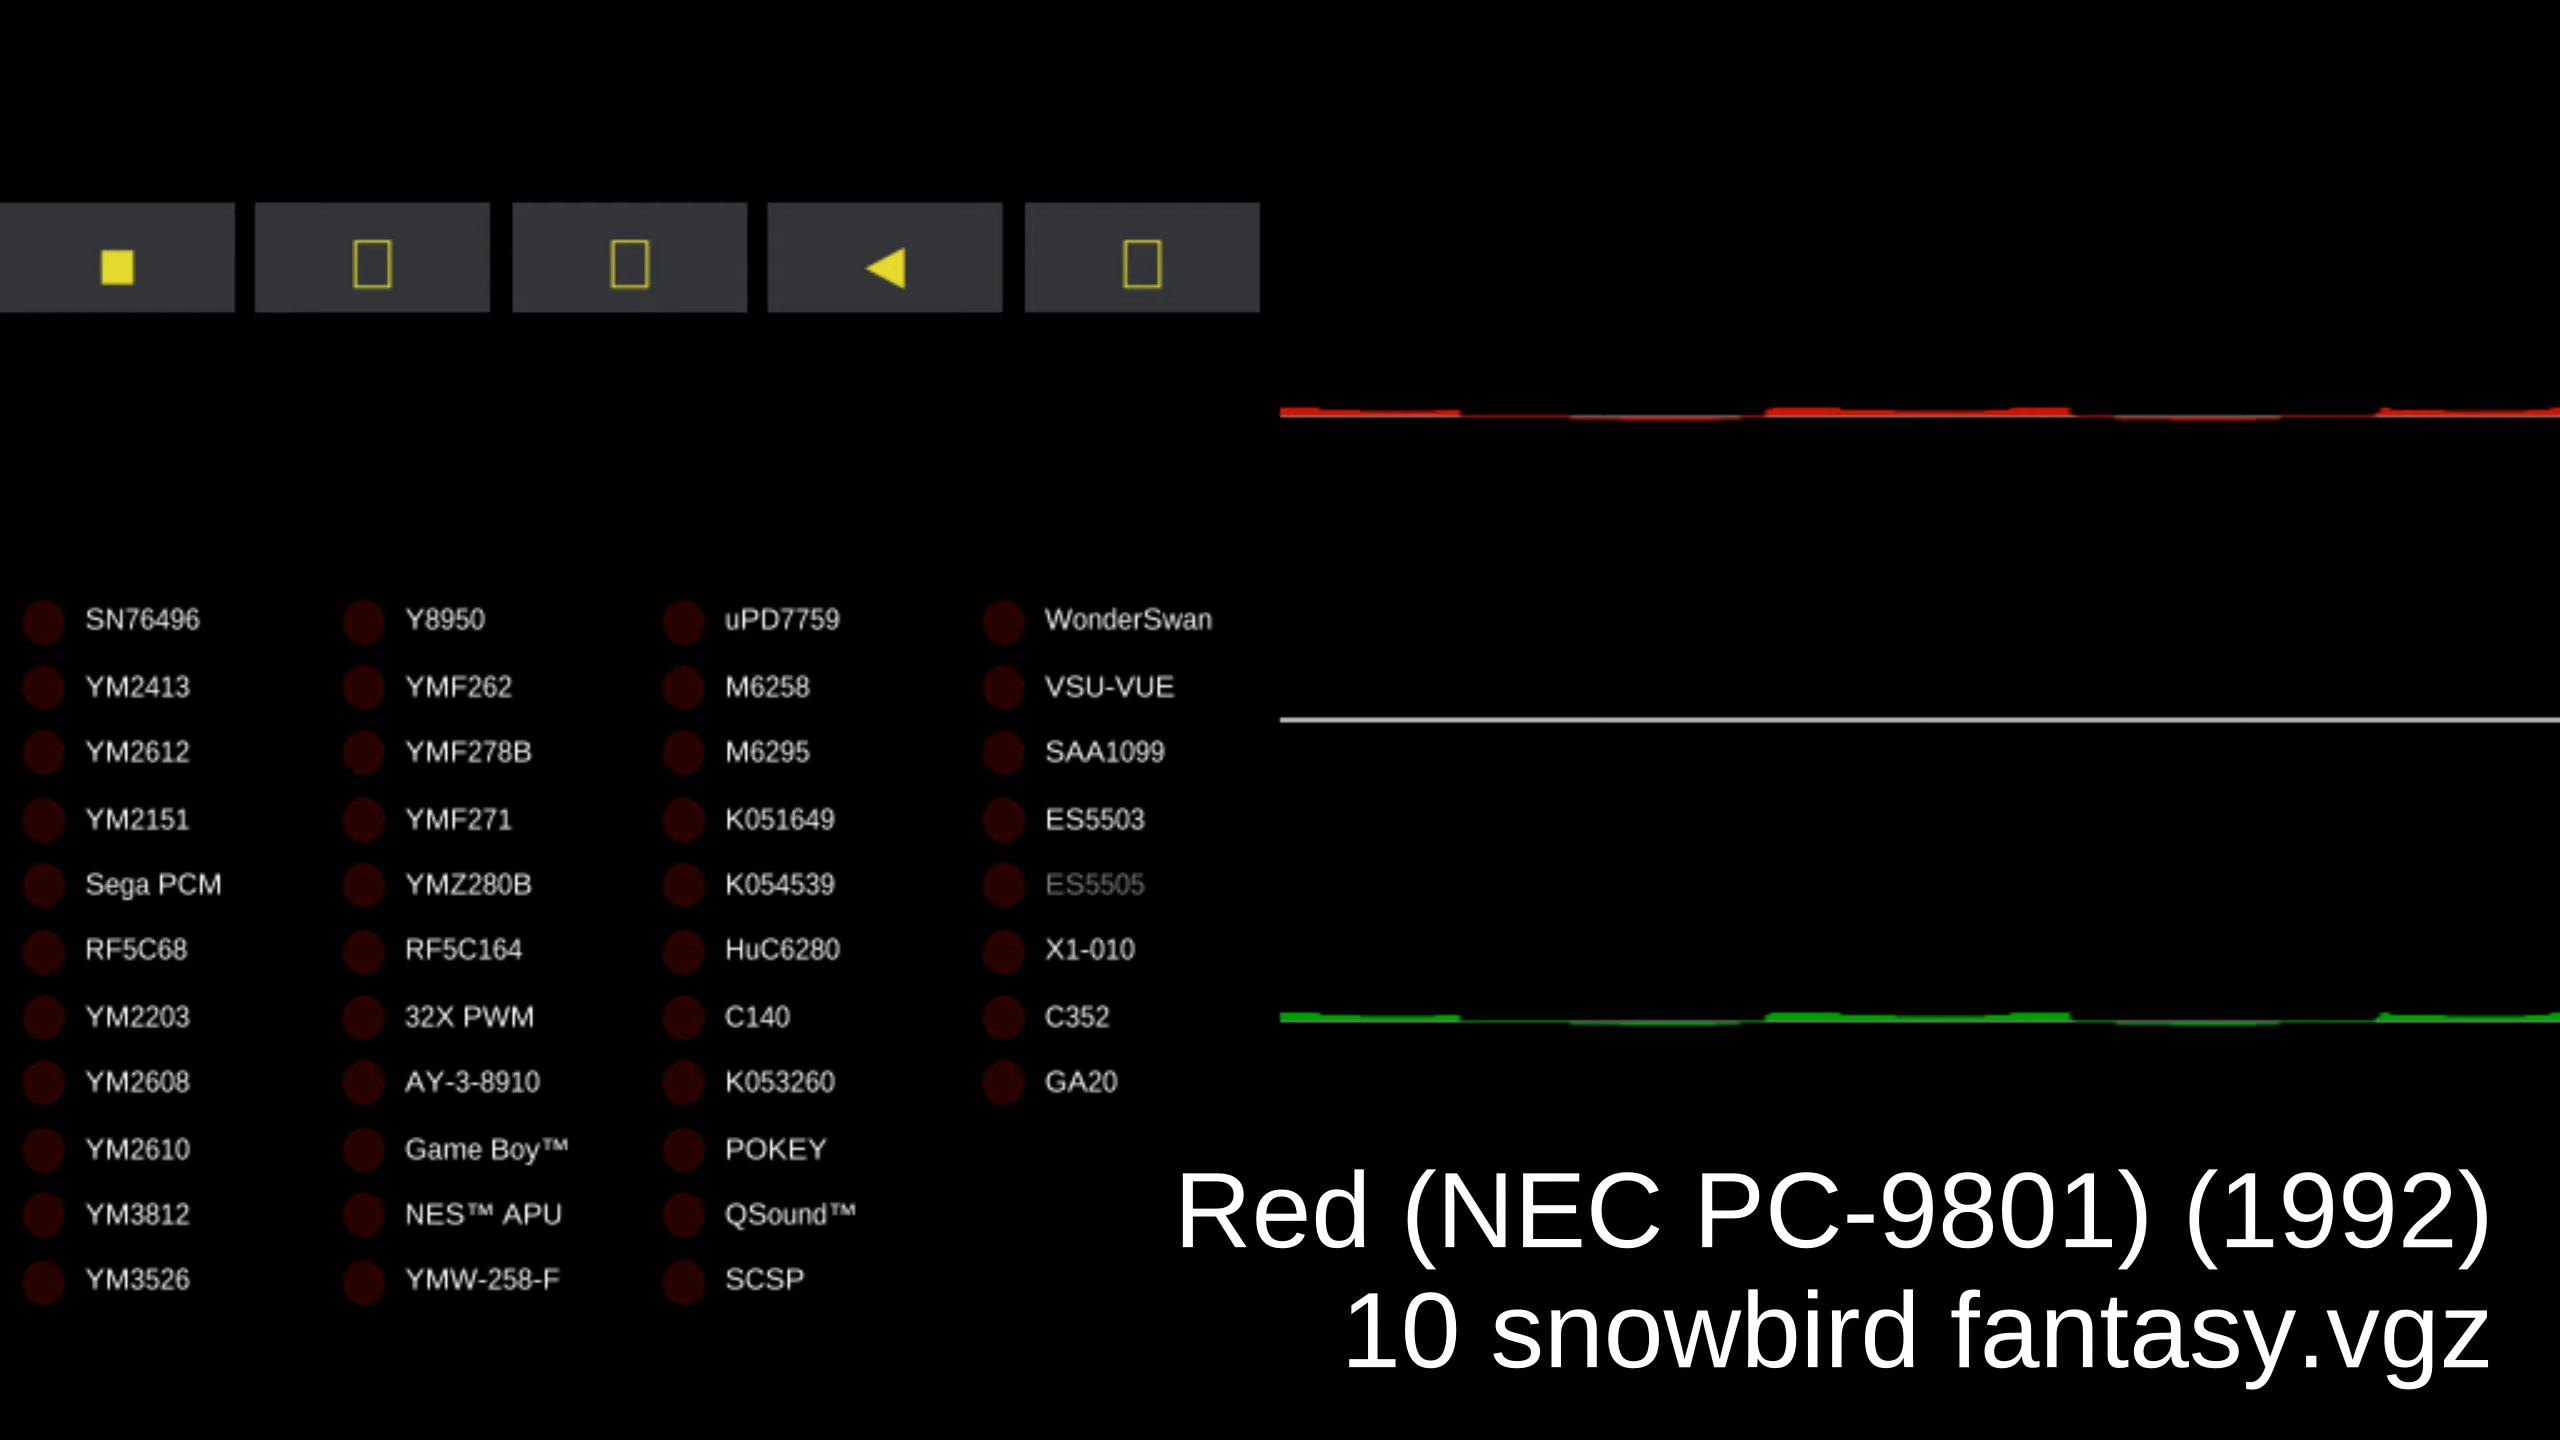 SN76496
YM2413
YM2612
YM2151
Sega PCM
RF5C68
YM2203
YM2608
YM2610
YM3812
YM3526
Y8950
YMF262
YMF278B
YMF271
YMZ280B
RF5C164
32X PWM
AY-3-8910
Game Boy™
NES™ APU
YMW-258-F
uPD7759
M6258
M6295
K051649
K054539
HuC6280
C140
K053260
POKEY
QSound™
SCSP
WonderSwan
VSU-VUE
SAA1099
ES5503
ES5505
X1-010
C352
GA20
Red (NEC PC-9801) (1992)
10 snowbird fantasy.vgz